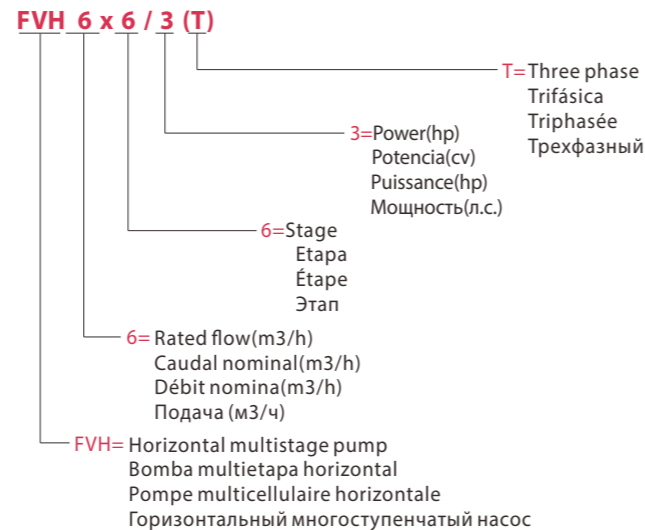 FVH 6 x 6 / 3 (T)
T=Three phase
Trifásica
Triphasée
Трехфазный
3=Power(hp)
Potencia(cv)
Puissance(hp)
Мощность(л.с.)
6=Stage
Etapa
Étape
Этап
6= Rated flow(m3/h)
Caudal nominal(m3/h)
Débit nomina(m3/h)
Подача (м3/ч)
FVH= Horizontal multistage pump
Bomba multietapa horizontal
Pompe multicellulaire horizontale
Горизонтальный многоступенчатый насос